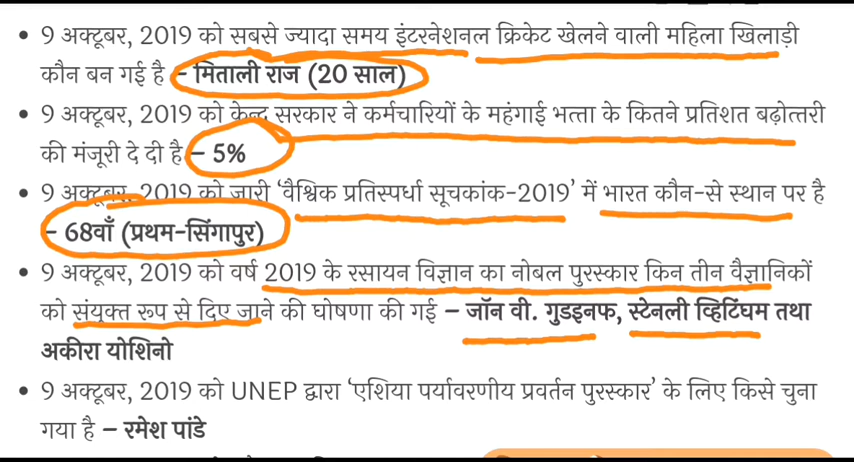 • 9 अक्टूबर, 2019 को सबसे ज्यादा समय इंटरनेशनल क्रिकेट खेलने वाली महिला खिलाड़ी
कौन बन गई है – मिताली राज (20 साल)
• 9 अक्टूबर, 2019 को केन्द्र सरकार ने कर्मचारियों के महंगाई भत्ता के कितने प्रतिशत बढ़ोत्तरी
की मंजूरी दे दी है – 5%
• 9 अक्टूबर, 2019 को जारी ‘वैश्विक प्रतिस्पर्धा सूचकांक-2019’ में भारत कौन-से स्थान पर है
– 68वाँ (प्रथम-सिंगापुर)
• 9 अक्टूबर, 2019 को वर्ष 2019 के रसायन विज्ञान का नोबल पुरस्कार किन तीन वैज्ञानिकों
को संयुक्त रूप से दिए जाने की घोषणा की गई – जॉन वी. गुडइनफ, स्टेनली व्हिटिंघम तथा
अकीरा योशिनो
• 9 अक्टूबर, 2019 को UNEP द्वारा ‘एशिया पर्यावरणीय प्रवर्तन पुरस्कार’ के लिए किसे चुना
गया है – रमेश पांडे